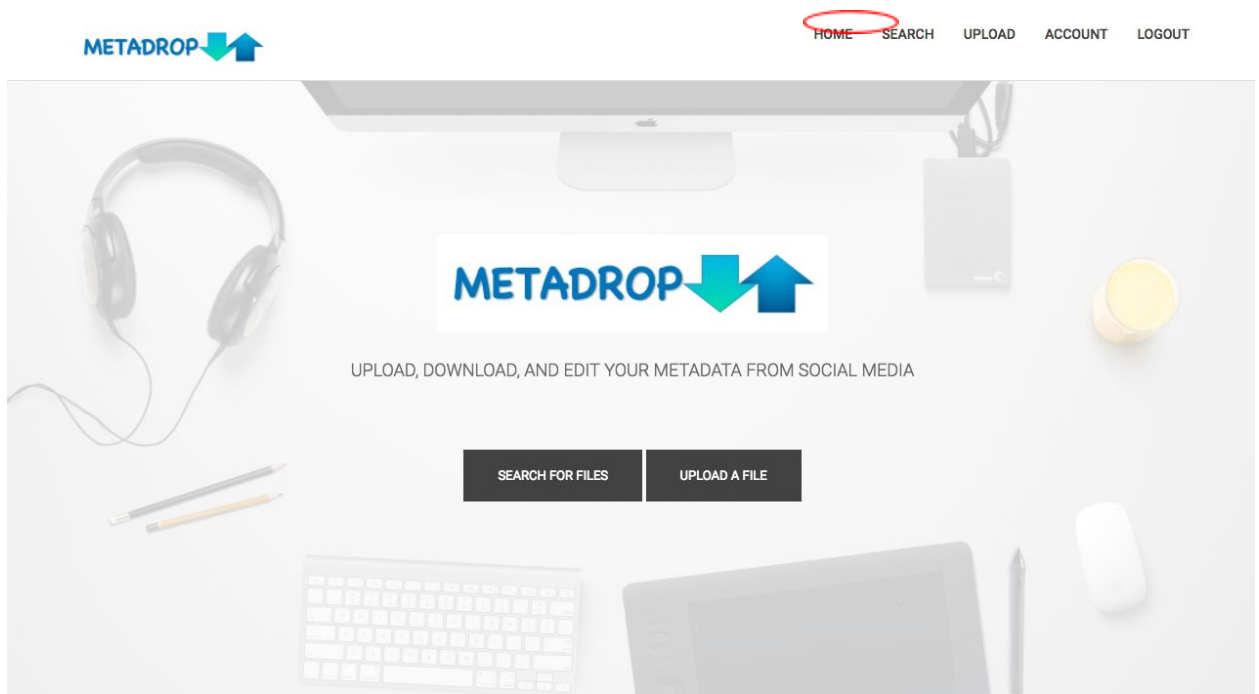 METADROP
HOME SEARCH UPLOAD ACCOUNT LOGOUT
METADROP
UPLOAD, DOWNLOAD, AND EDIT YOUR METADATA FROM SOCIAL MEDIA
SEARCH FOR FILES UPLOAD A FILE